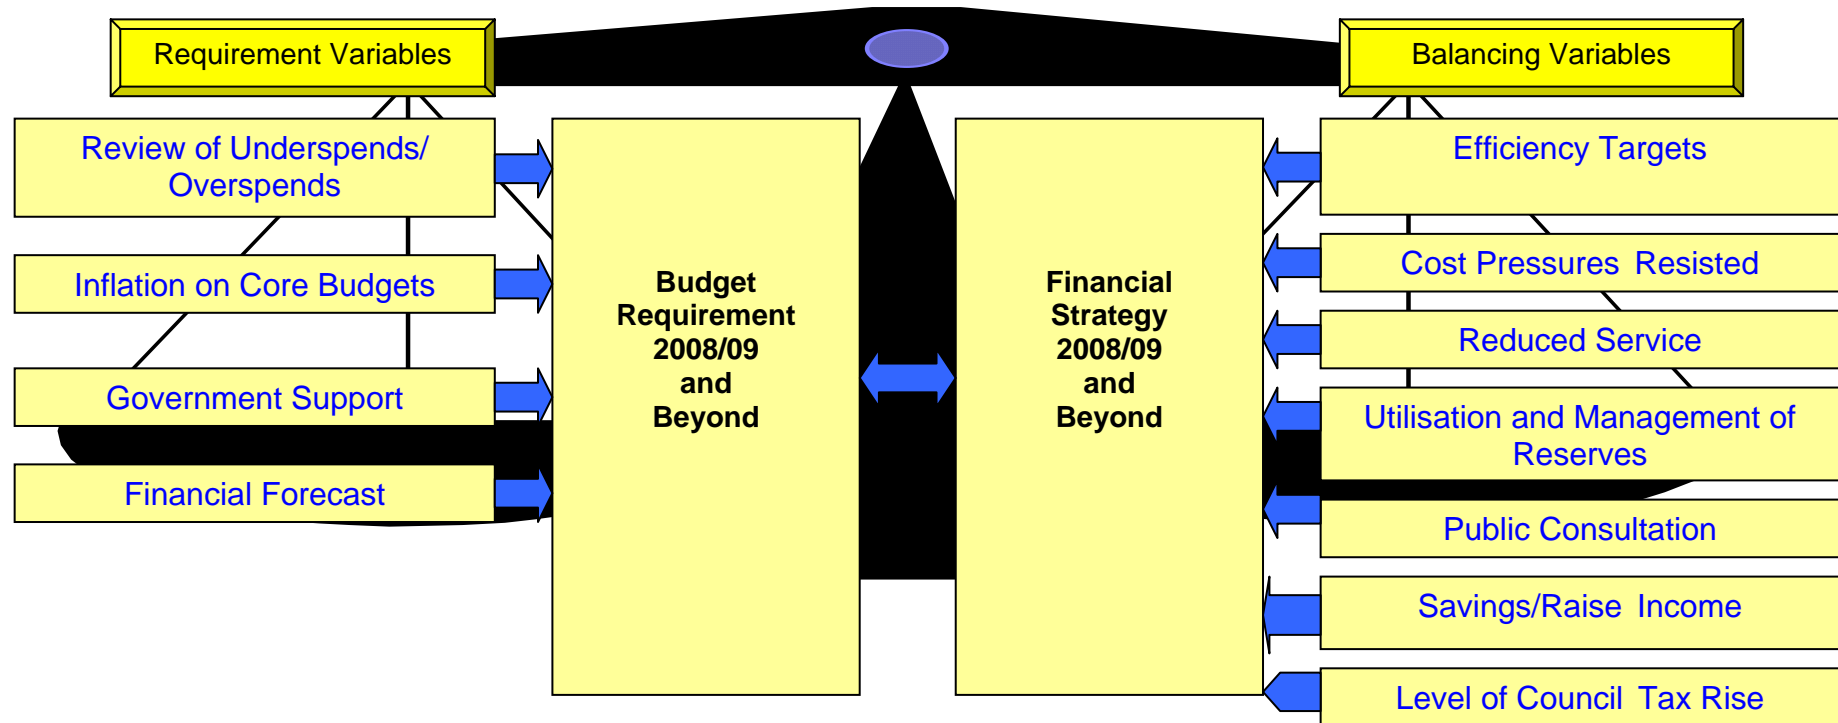 Requirement Variables
Balancing Variables
Review of Underspends/
Overspends
Inflation on Core Budgets
Government Support
Financial Forecast
Budget
Requirement
2008/09
and
Beyond
Financial
Strategy
2008/09
and
Beyond
Efficiency Targets
Cost Pressures Resisted
Reduced Service
Utilisation and Management of
Reserves
Public Consultation
Savings/Raise Income
Level of Council Tax Rise